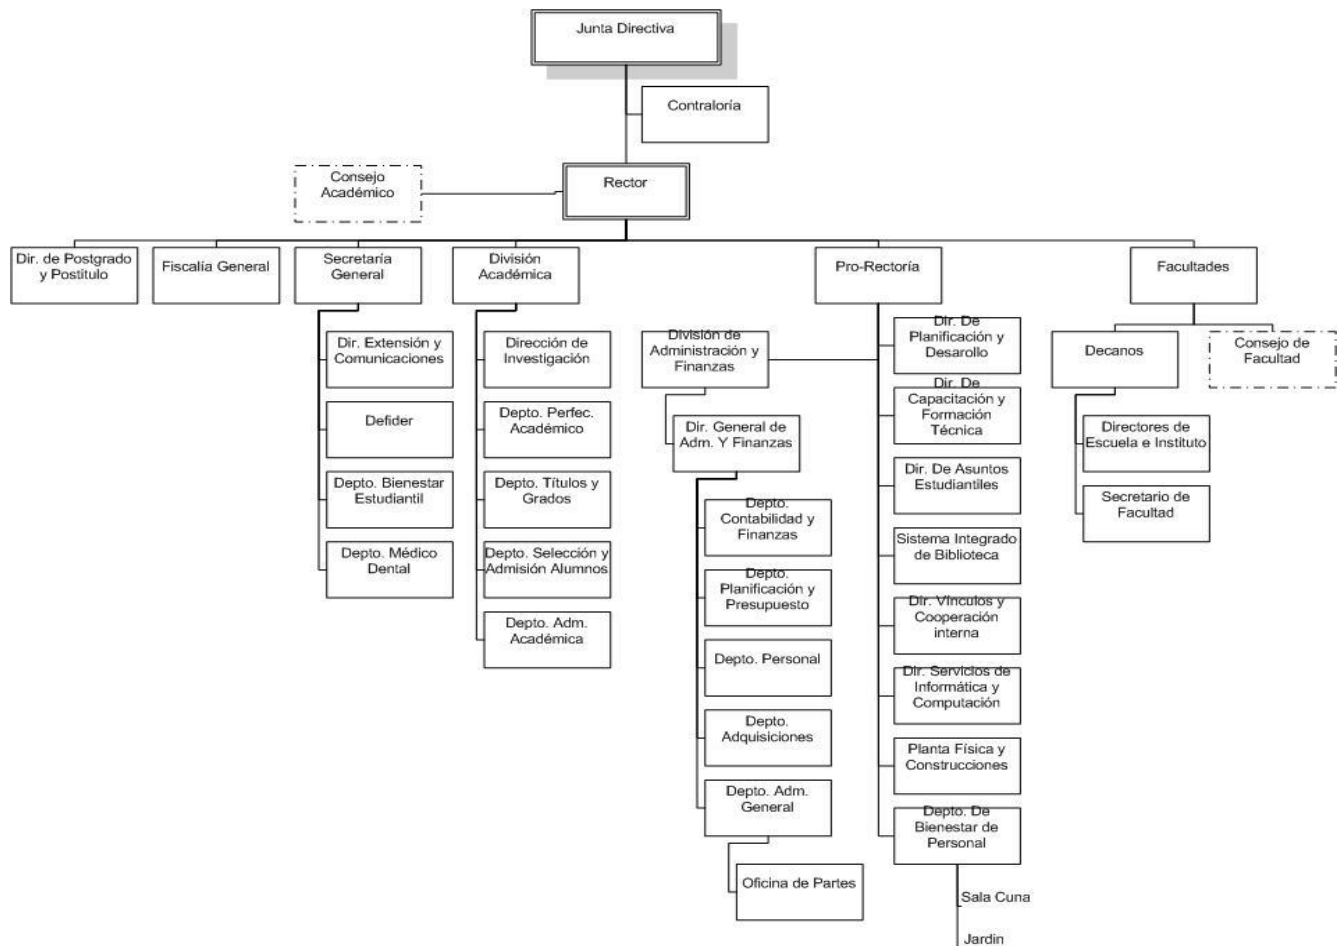 Junta Directiva
Contraloría
Consejo
Académico
Rector
Dir. de Postgrado
y Postitulo
Fiscalía General
Secretaría
General
División
Académica
Pro-Rectoría
Facultades
Dir. Extensión y
Comunicaciones
Defider
Depto. Bienestar
Estudiantil
Depto. Médico
Dental
Dirección de
Investigación
Depto. Perfec.
Académico
Depto. Títulos y
Grados
Depto. Selección y
Admisión Alumnos
Depto. Adm.
Académica
División de
Administración y
Finanzas
Dir. General de
Adm. Y Finanzas
Depto.
Contabilidad y
Finanzas
Depto.
Planificación y
Presupuesto
Depto. Personal
Depto.
Adquisiciones
Depto. Adm.
General
Oficina de Partes
Dir. De
Planificación y
Desarollo
Dir. De
Capacitación y
Formación
Técnica
Dir. De Asuntos
Estudiantiles
Sistema Integrado
de Biblioteca
Dir. Vínculos y
Cooperación
interna
Dir. Servicios de
Informática y
Computación
Planta Física y
Construcciones
Depto. De
Bienestar de
Personal
Sala Cuna
Jardin
Decanos
Consejo de
Facultad
Directores de
Escuela e Instituto
Secretario de
Facultad